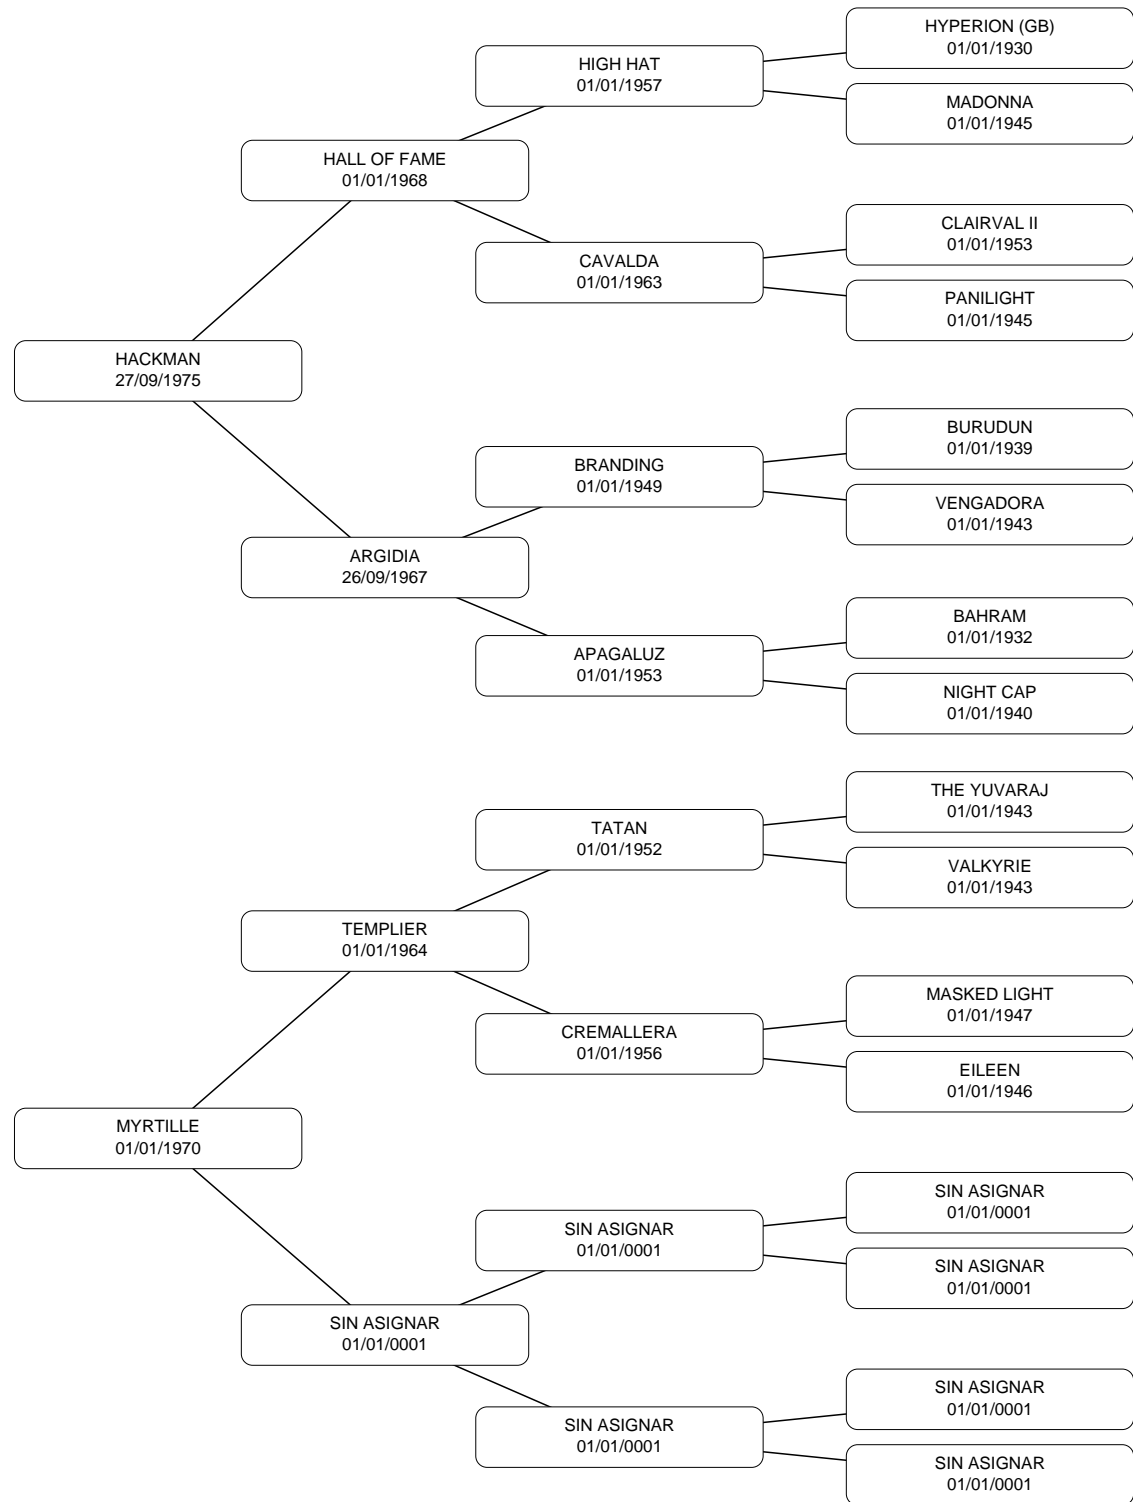 HYPERION (GB)
01/01/1930
HIGH HAT
01/01/1957
MADONNA
01/01/1945
HALL OF FAME
01/01/1968
CLAIRVAL II
01/01/1953
CAVALDA
01/01/1963
PANILIGHT
01/01/1945
HACKMAN
27/09/1975
BURUDUN
01/01/1939
BRANDING
01/01/1949
VENGADORA
01/01/1943
ARGIDIA
26/09/1967
BAHRAM
01/01/1932
APAGALUZ
01/01/1953
NIGHT CAP
01/01/1940
THE YUVARAJ
01/01/1943
TATAN
01/01/1952
VALKYRIE
01/01/1943
TEMPLIER
01/01/1964
MASKED LIGHT
01/01/1947
CREMALLERA
01/01/1956
EILEEN
01/01/1946
MYRTILLE
01/01/1970
SIN ASIGNAR
01/01/0001
SIN ASIGNAR
01/01/0001
SIN ASIGNAR
01/01/0001
SIN ASIGNAR
01/01/0001
SIN ASIGNAR
01/01/0001
SIN ASIGNAR
01/01/0001
SIN ASIGNAR
01/01/0001